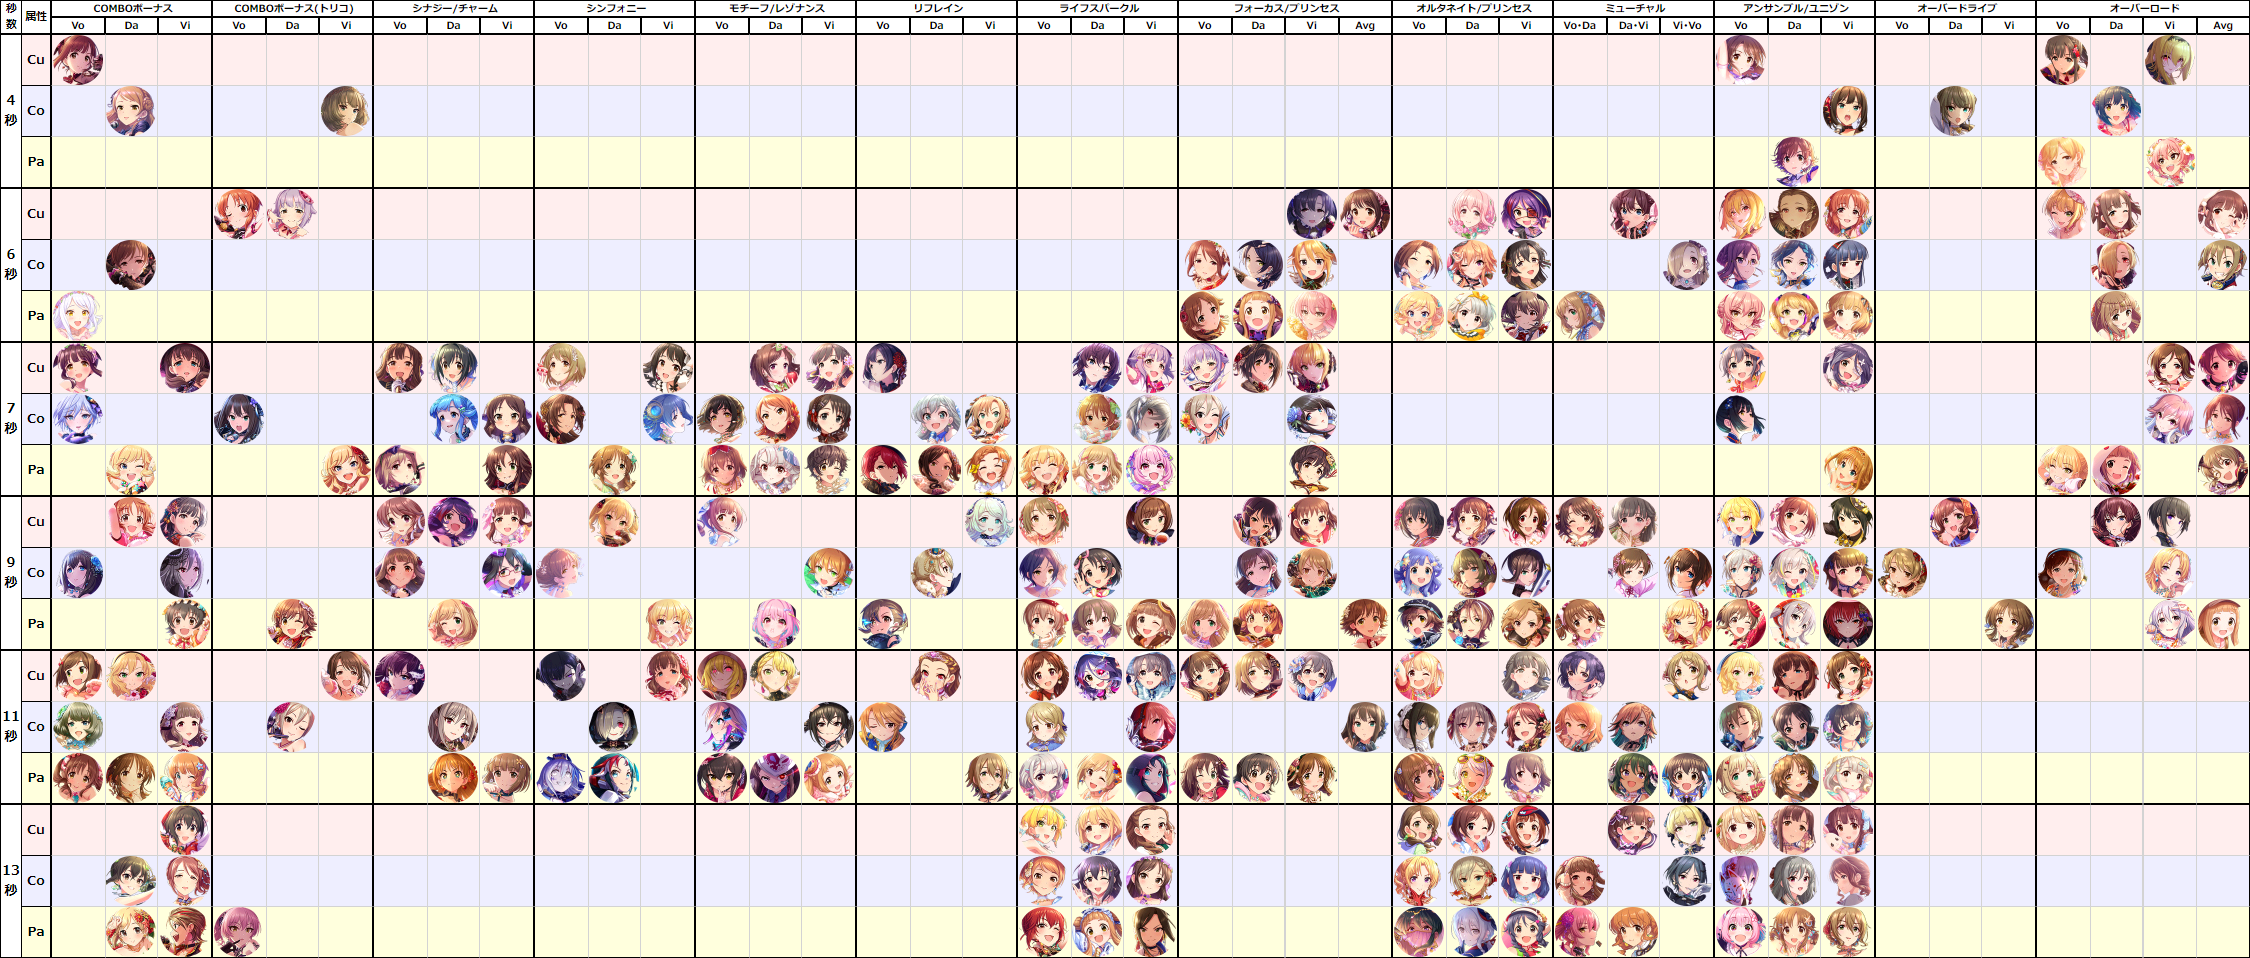 秒数 属性 COMBOボーナス COMBOボーナス(トリコ) シナジー/チャーム シンフォニー モチーフ/レゾナンス リフレイン ライフスパークル フォーカス/プリンセス オルタネイト/プリンセス ミューチャル アンサンブル/ユニゾン オーバードライブ オーバーロード
Vo Da Vi Vo Da Vi Vo Da Vi Vo Da Vi Vo Da Vi Vo Da Vi Vo Da Vi Vo Da Vi Avg Vo Da Vi Vo・Da Da・Vi Vi・Vo Vo Da Vi Vo Da Vi Vo Da Vi Avg
4秒
Cu
Co
Pa
6秒
Cu
Co
Pa
7秒
Cu
Co
Pa
9秒
Cu
Co
Pa
11秒
Cu
Co
Pa
13秒
Cu
Co
Pa